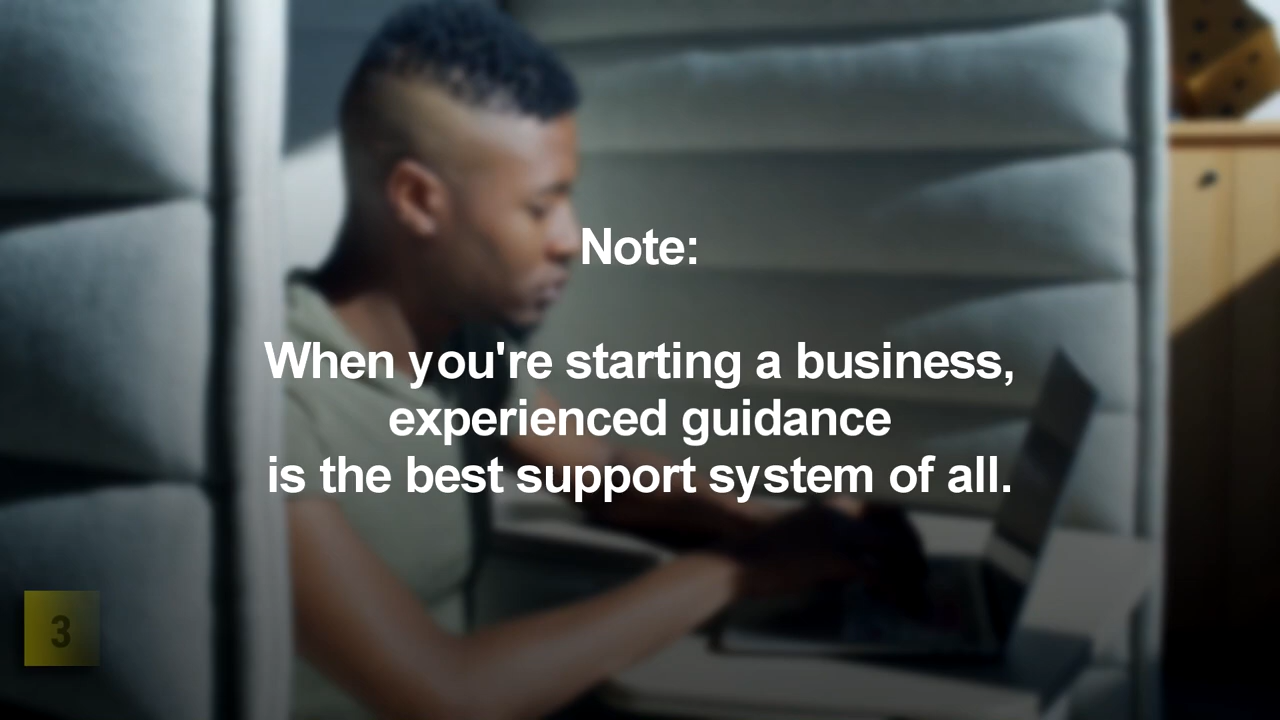 Note:
When you're starting a business,
experienced guidance
is the best support system of all.
3